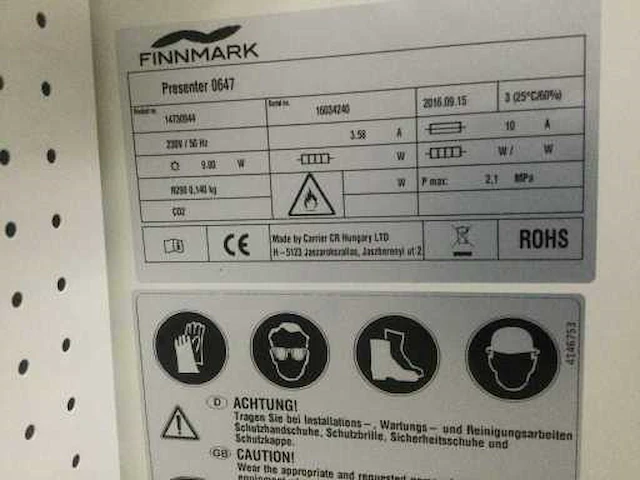 FINNMARK
Presenter 0647
Product no. 14730944 Serial no. 16034240 2016.09.15 3 (25°C/60%)
230V / 50 Hz 3.58 A 10 A
9.00 W W W / W
R290 0,140 kg W P max: 2,1 MPa
CO2
CE Made by Carrier CR Hungary LTD
H-5123 Jaszarokszallas, Jaszberenyi ut 2
ROHS
4146753
D ACHTUNG!
Tragen Sie bei Installations-, Wartungs- und Reinigungsarbeiten
Schutzhandschuhe, Schutzbrille, Sicherheitsschuhe und
Schutzkappe.
GB CAUTION!
Wear the appropriate and requested